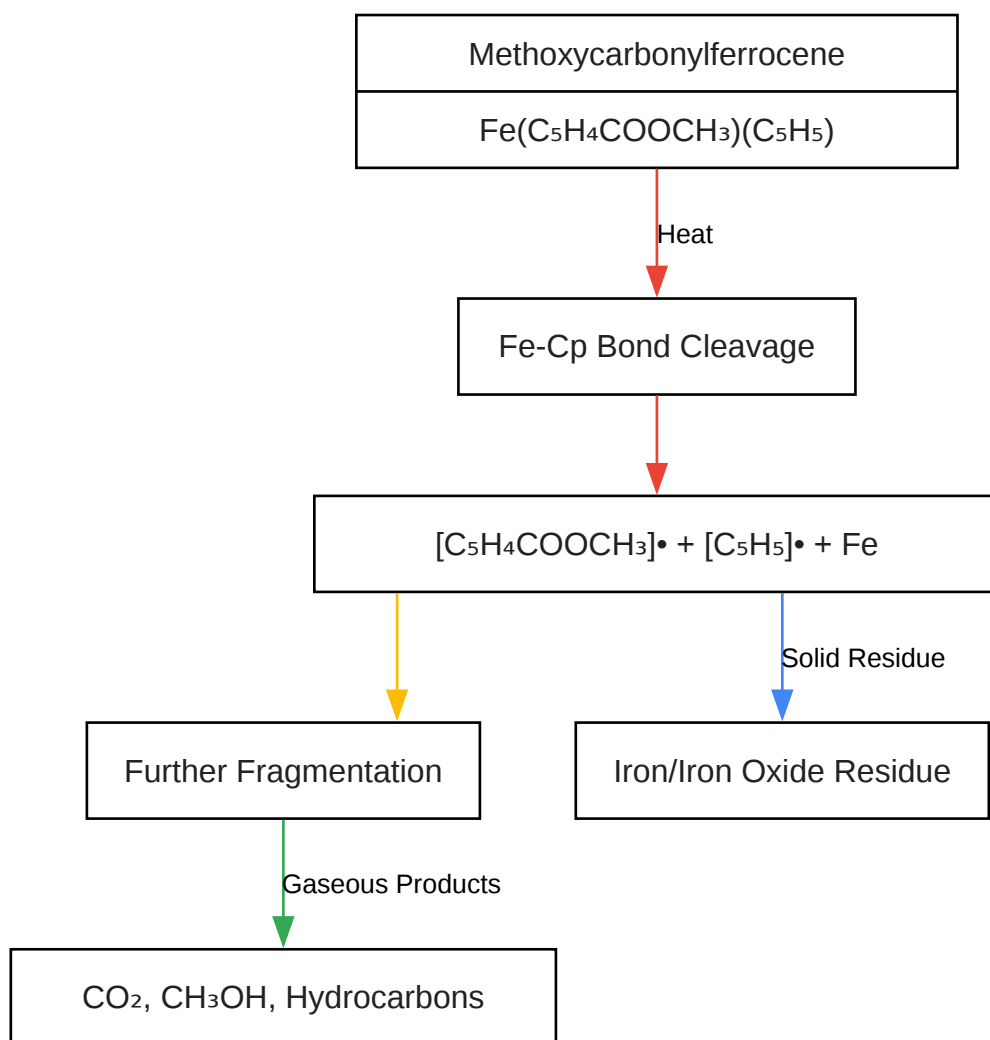 Methoxycarbonylferrocene
Fe(C₅H₄COOCH₃)(C₅H₅)
Heat
Fe-Cp Bond Cleavage
[C₅H₄COOCH₃]• + [C₅H₅]• + Fe
Solid Residue
Further Fragmentation
Iron/Iron Oxide Residue
Gaseous Products
CO₂, CH₃OH, Hydrocarbons